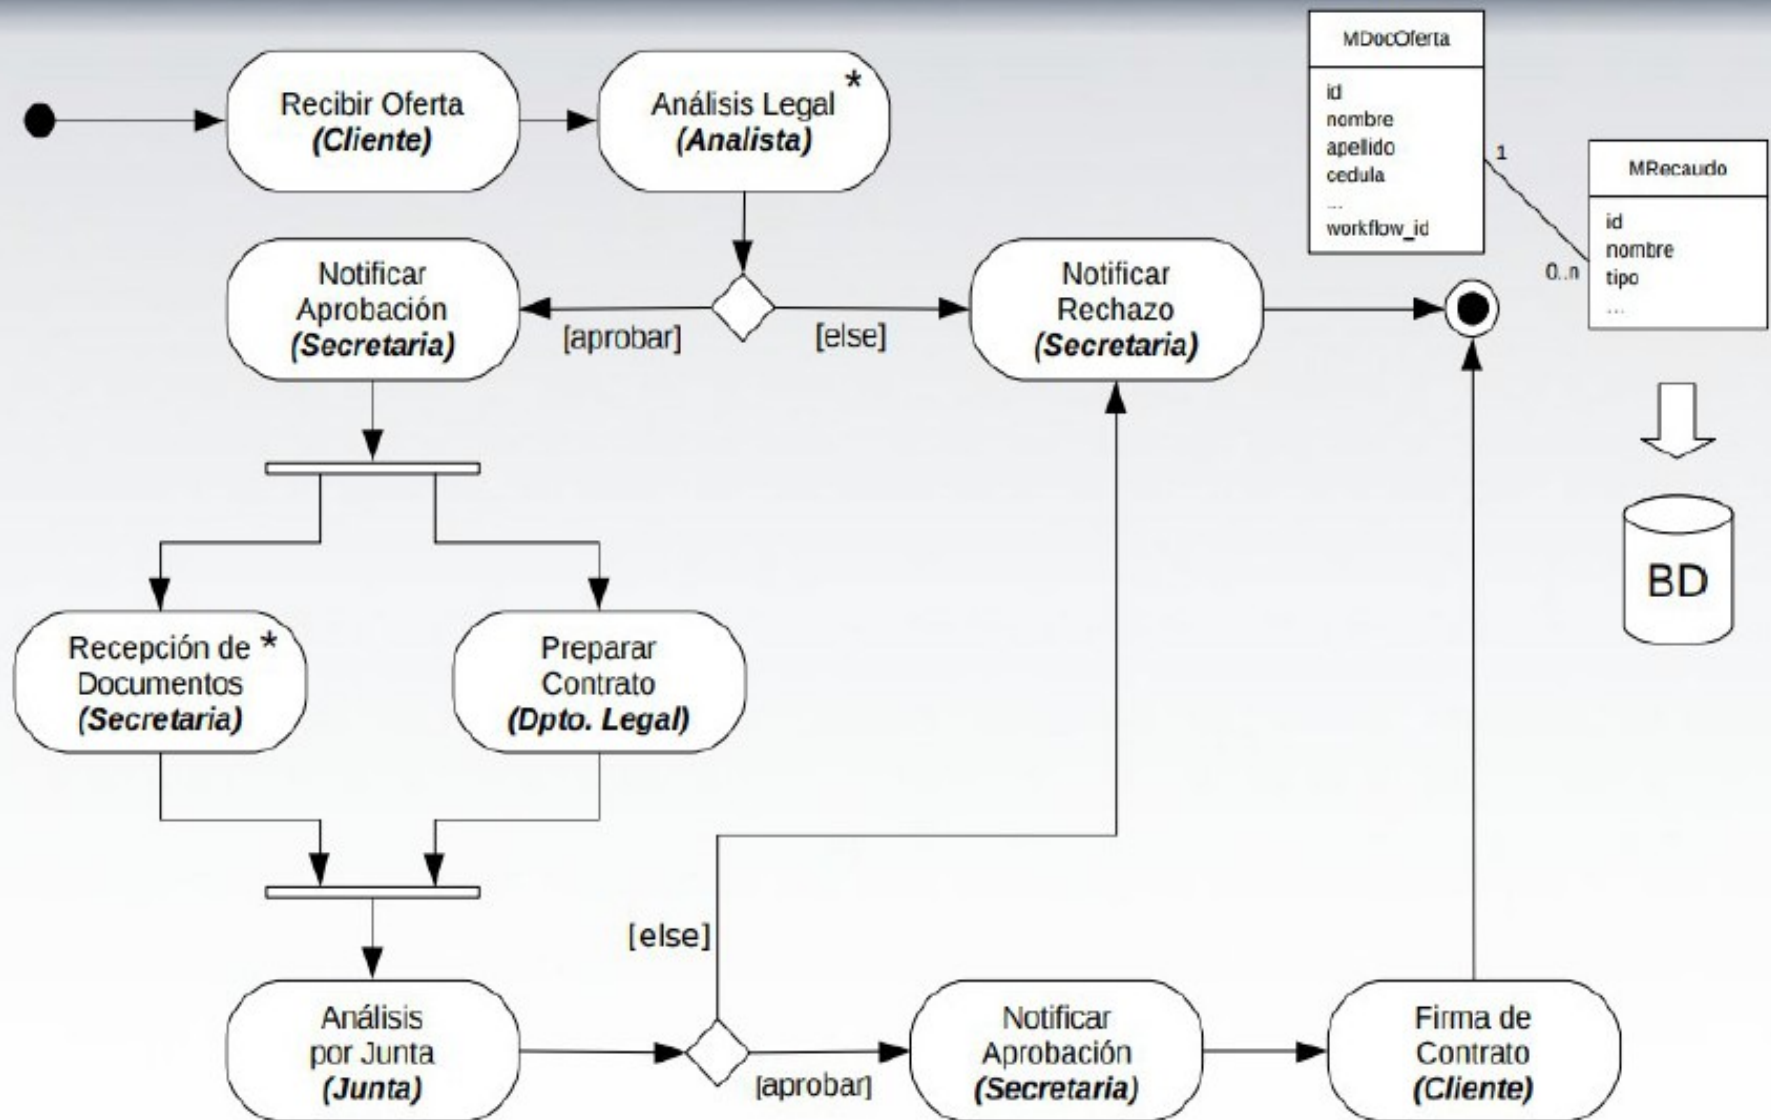 Recibir Oferta
(Cliente)
Análisis Legal *
(Analista)
Notificar
Aprobación
(Secretaria)
[aprobar]
[else]
Notificar
Rechazo
(Secretaria)
MDocOferta
id
nombre
apellido
cedula
...
workflow_id
1
0..n
MRecaudo
id
nombre
tipo
...
BD
Recepción de *
Documentos
(Secretaria)
Preparar
Contrato
(Dpto. Legal)
Análisis
por Junta
(Junta)
[else]
[aprobar]
Notificar
Aprobación
(Secretaria)
Firma de
Contrato
(Cliente)